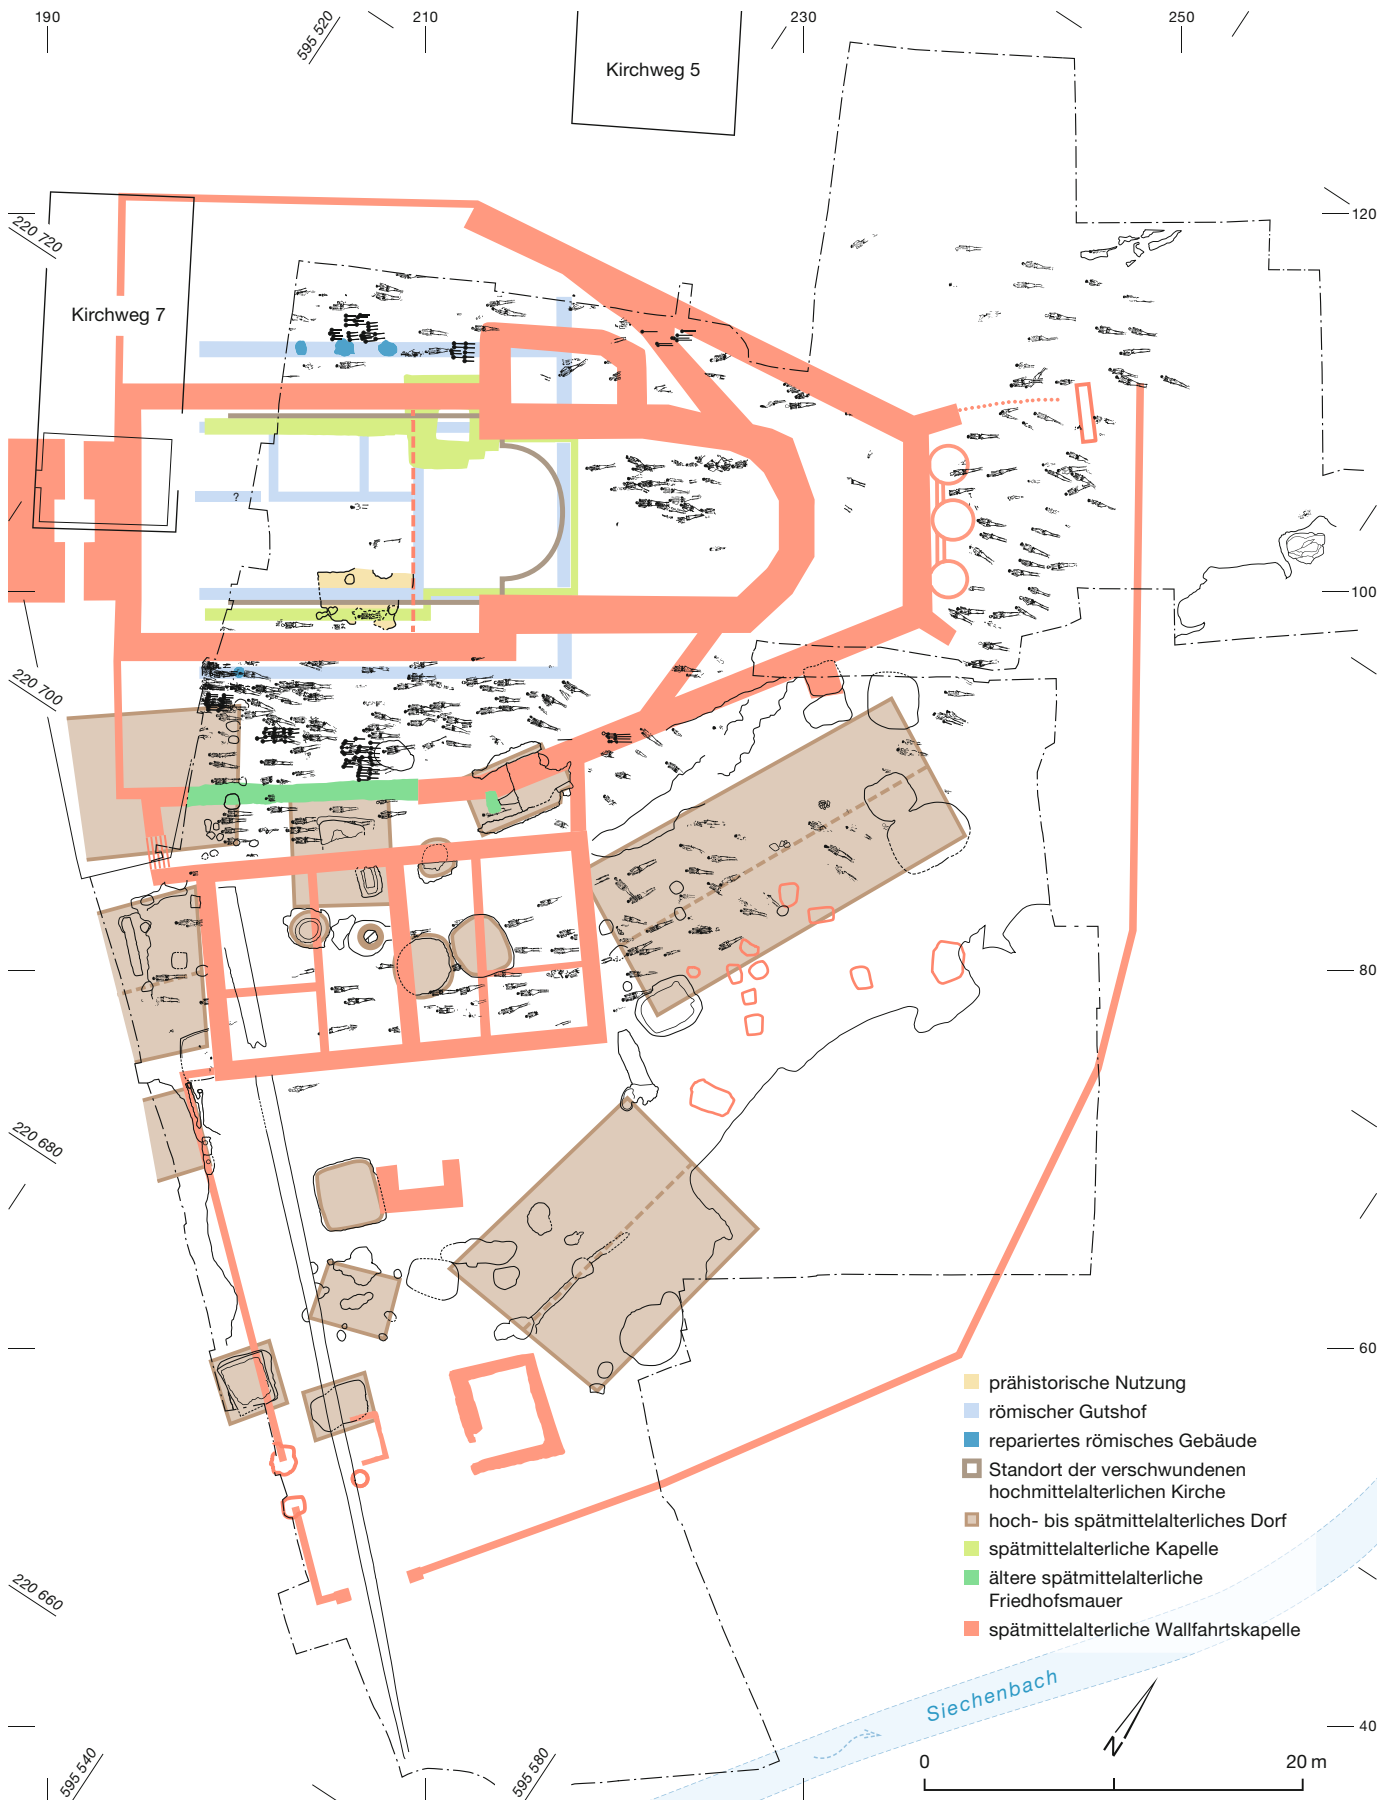 190
210
230
250
595 520
Kirchweg 5
220 720
120
Kirchweg 7
?
100
220 700
80
220 680
60
prähistorische Nutzung
römischer Gutshof
repariertes römisches Gebäude
Standort der verschwundenen
hochmittelalterlichen Kirche
hoch- bis spätmittelalterliches Dorf
spätmittelalterliche Kapelle
ältere spätmittelalterliche
Friedhofsmauer
spätmittelalterliche Wallfahrtskapelle
220 660
Siechenbach
40
N
595 540
595 580
0
20 m